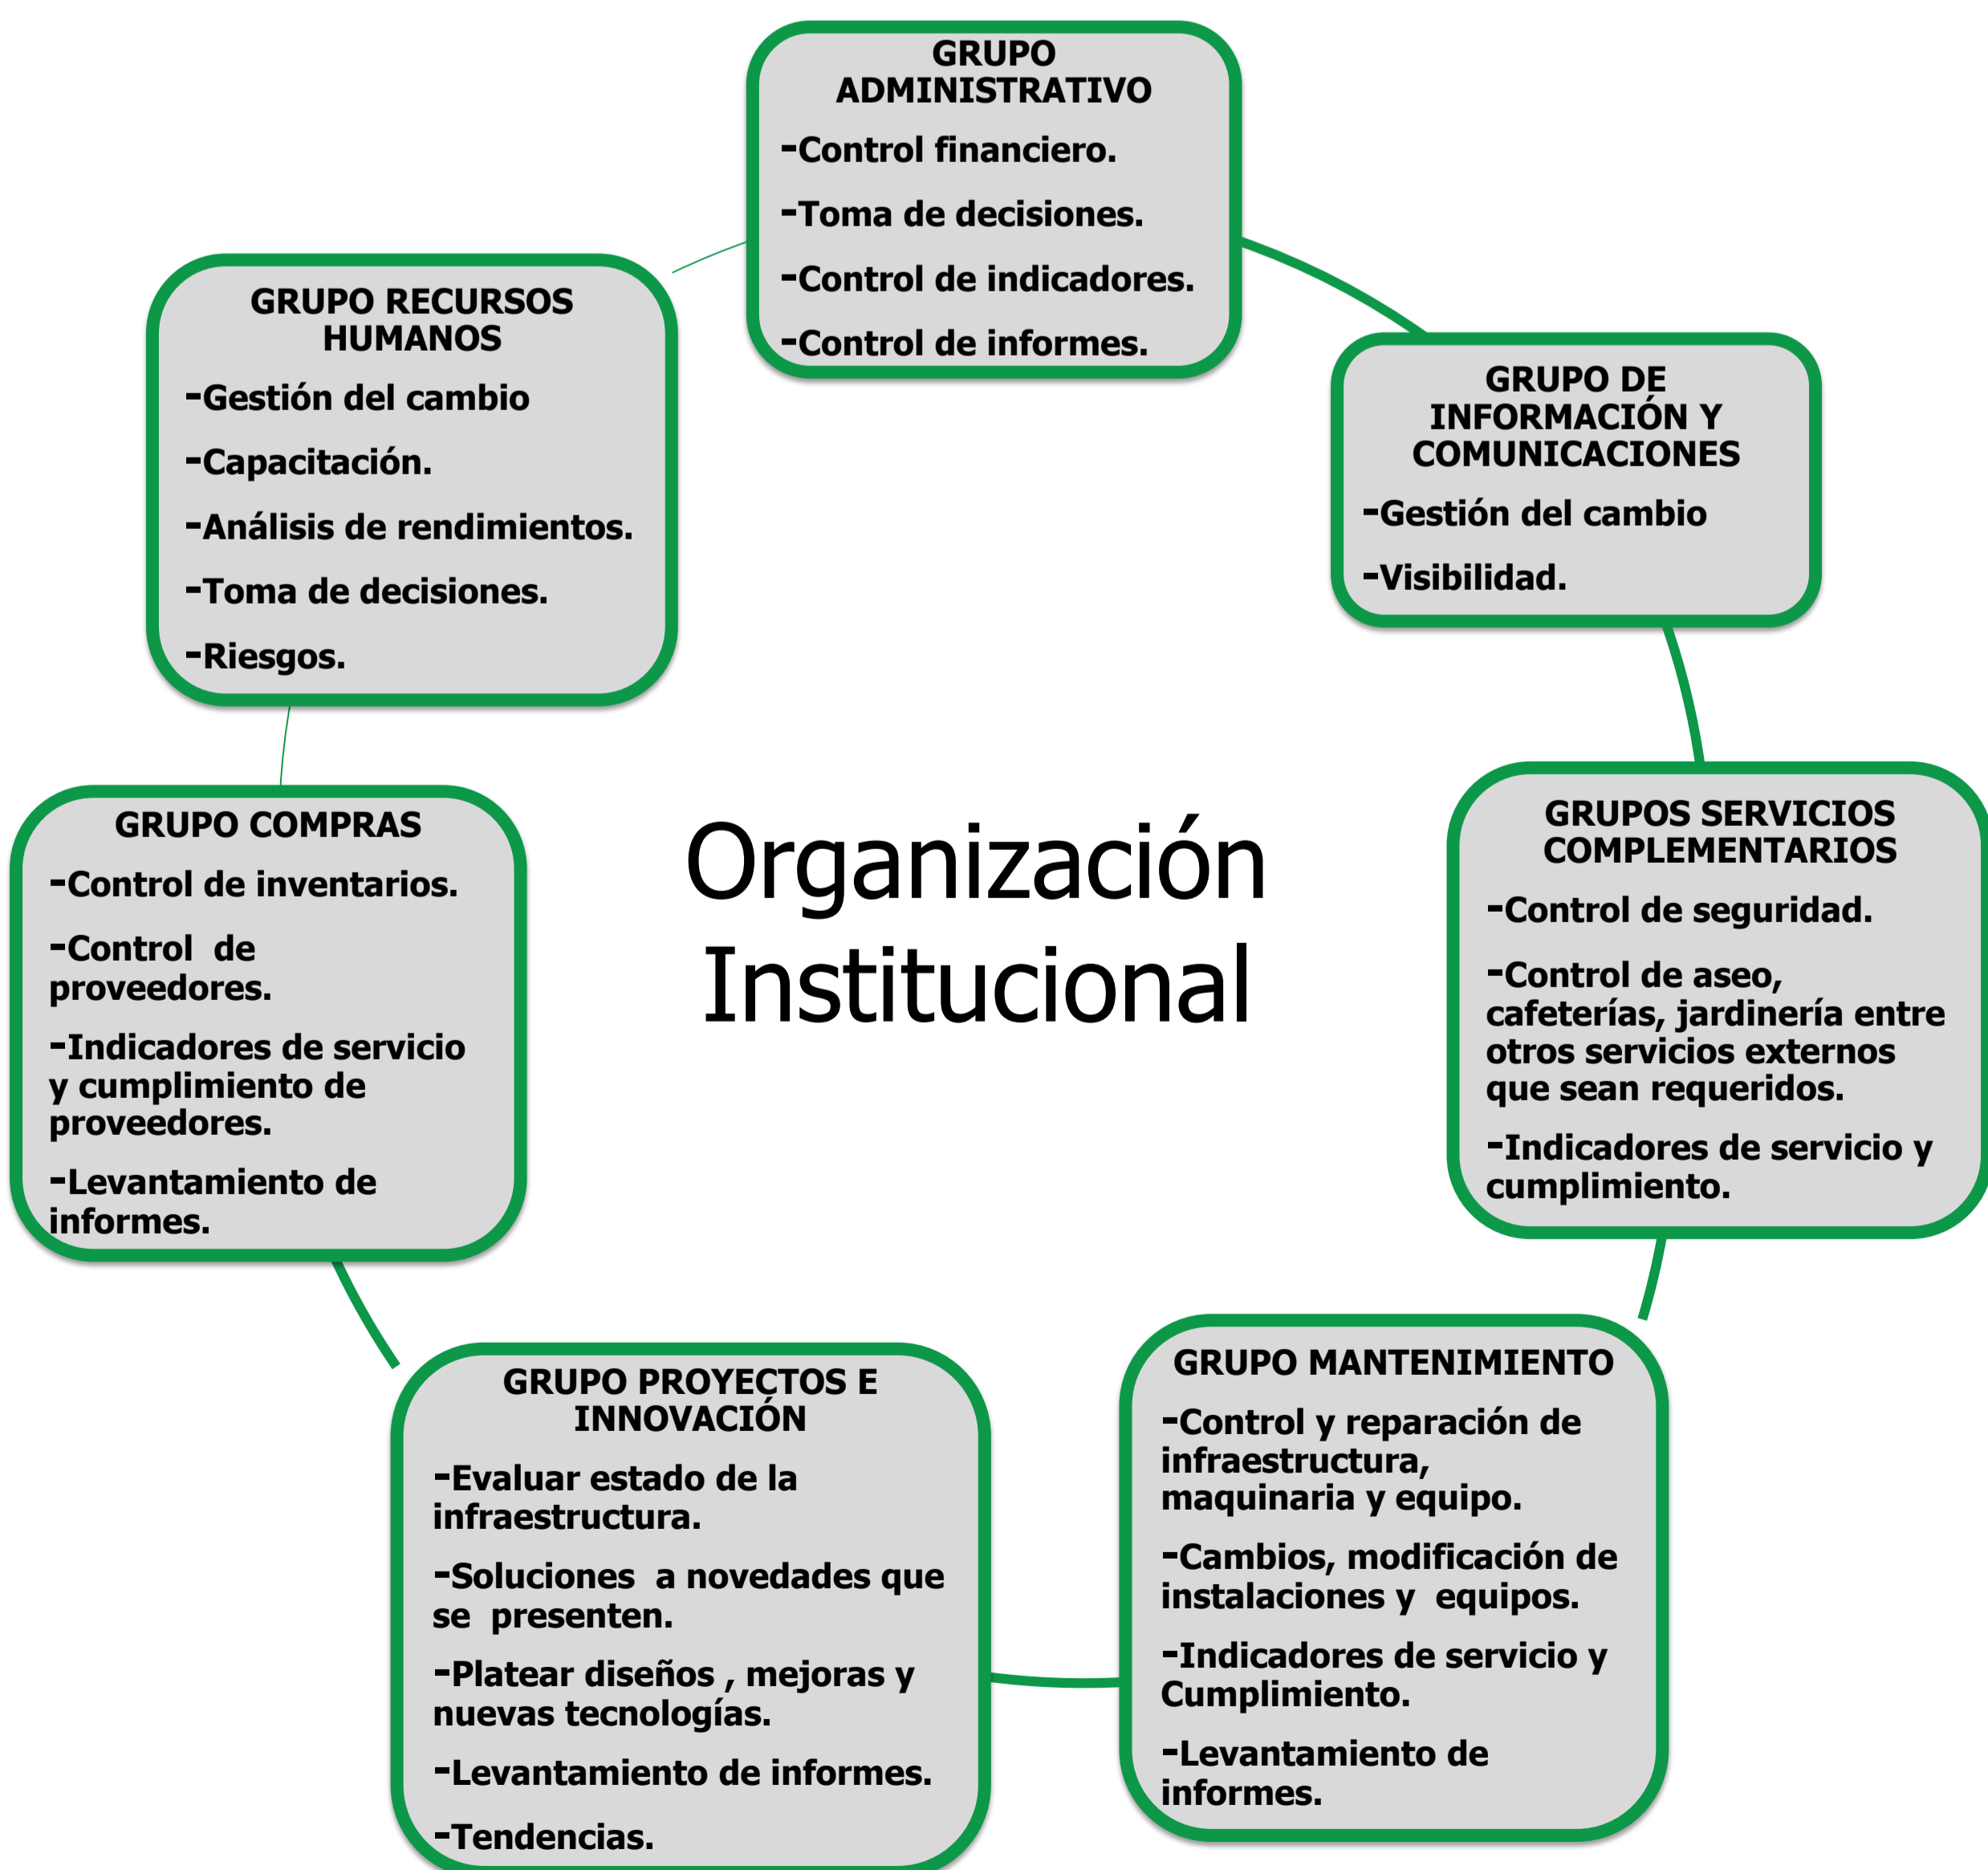 GRUPO
ADMINISTRATIVO
-Control financiero.
-Toma de decisiones.
-Control de indicadores.
-Control de informes.
GRUPO DE
INFORMACIÓN Y
COMUNICACIONES
-Gestión del cambio
-Visibilidad.
GRUPOS SERVICIOS
COMPLEMENTARIOS
-Control de seguridad.
-Control de aseo,
cafeterías, jardinería entre
otros servicios externos
que sean requeridos.
-Indicadores de servicio y
cumplimiento.
GRUPO MANTENIMIENTO
-Control y reparación de
infraestructura,
maquinaria y equipo.
-Cambios, modificación de
instalaciones y  equipos.
-Indicadores de servicio y
Cumplimiento.
-Levantamiento de
informes.
GRUPO PROYECTOS E
INNOVACIÓN
-Evaluar estado de la
infraestructura.
-Soluciones  a novedades que
se  presenten.
-Platear diseños , mejoras y
nuevas tecnologías.
-Levantamiento de informes.
-Tendencias.
GRUPO COMPRAS
-Control de inventarios.
-Control  de
proveedores.
-Indicadores de servicio
y cumplimiento de
proveedores.
-Levantamiento de
informes.
GRUPO RECURSOS
HUMANOS
-Gestión del cambio
-Capacitación.
-Análisis de rendimientos.
-Toma de decisiones.
-Riesgos.
Organización
Institucional